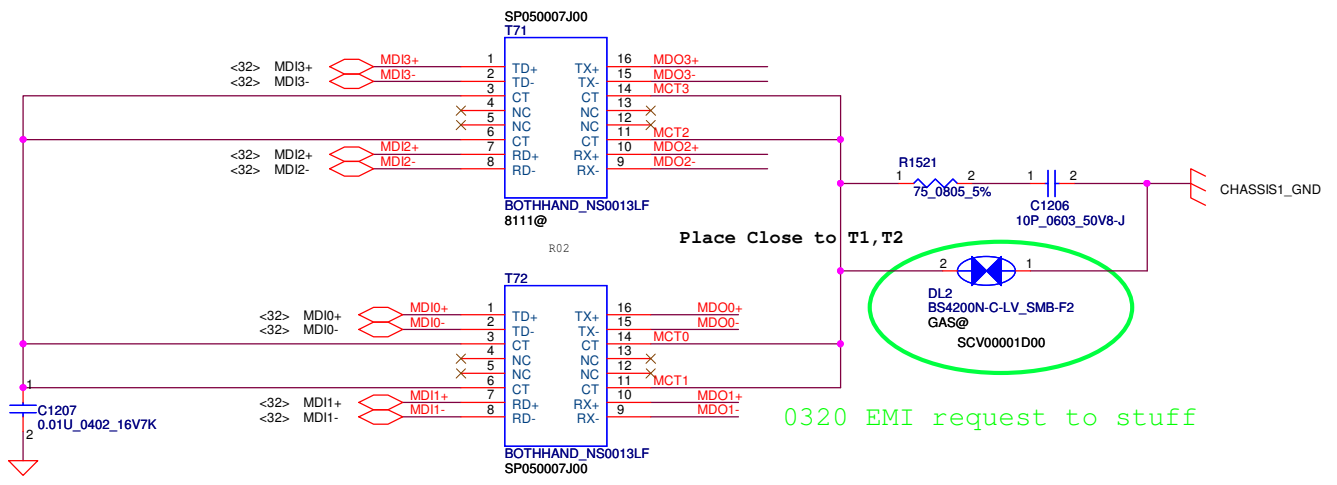 SP050007J00
T71
<32> MDI3+ MDI3+ 1 TD+ TX+ 16 MDO3+
<32> MDI3- MDI3- 2 TD- TX- 15 MDO3-
3 CT CT 14 MCT3
4 NC NC 13
5 NC NC 12
6 CT CT 11 MCT2
<32> MDI2+ MDI2+ 7 RD+ RX+ 10 MDO2+
<32> MDI2- MDI2- 8 RD- RX- 9 MDO2-
BOTHHAND_NS0013LF
8111@
R02
R1521
1 2
75_0805_5%
1 2
C1206
10P_0603_50V8-J
CHASSIS1_GND
Place Close to T1,T2
2 1
DL2
BS4200N-C-LV_SMB-F2
GAS@
SCV00001D00
T72
<32> MDI0+ MDI0+ 1 TD+ TX+ 16 MDO0+
<32> MDI0- MDI0- 2 TD- TX- 15 MDO0-
3 CT CT 14 MCT0
4 NC NC 13
5 NC NC 12
6 CT CT 11 MCT1
<32> MDI1+ MDI1+ 7 RD+ RX+ 10 MDO1+
<32> MDI1- MDI1- 8 RD- RX- 9 MDO1-
BOTHHAND_NS0013LF
SP050007J00
1
C1207
0.01U_0402_16V7K
2
0320 EMI request to stuff